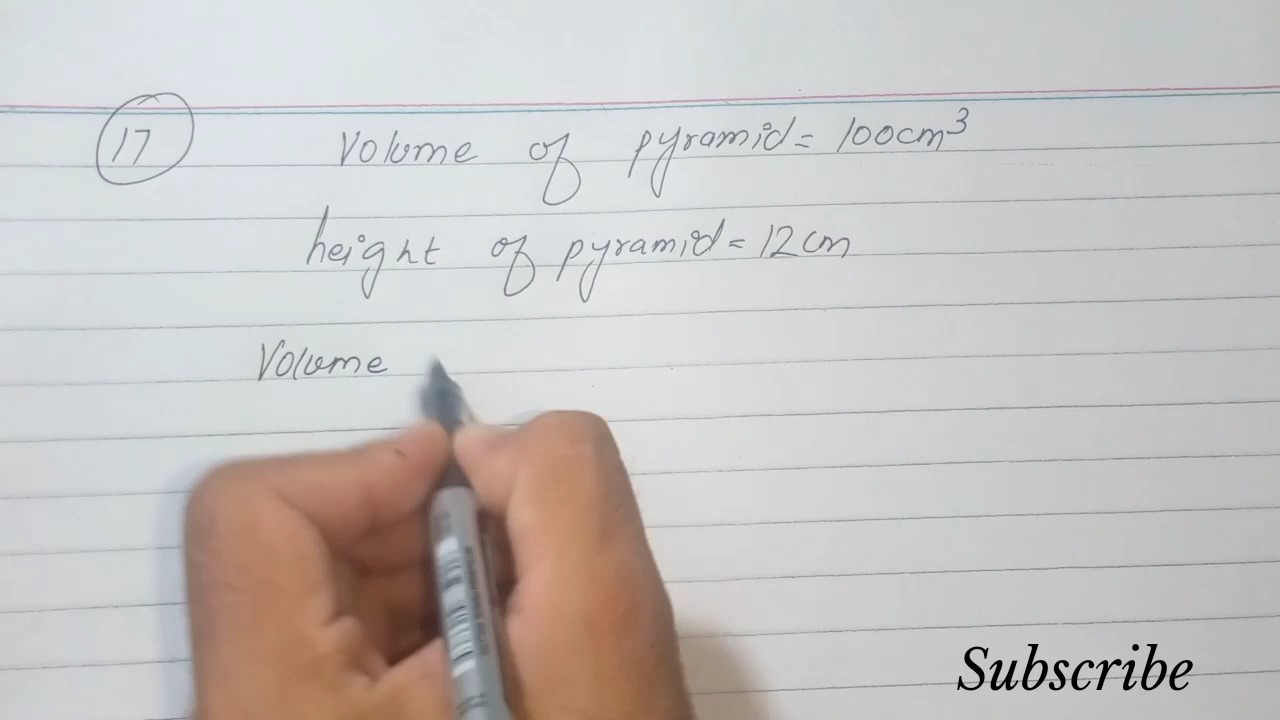 17 Volume of pyramid = 100cm³
height of pyramid = 12cm
Volume
Subscribe